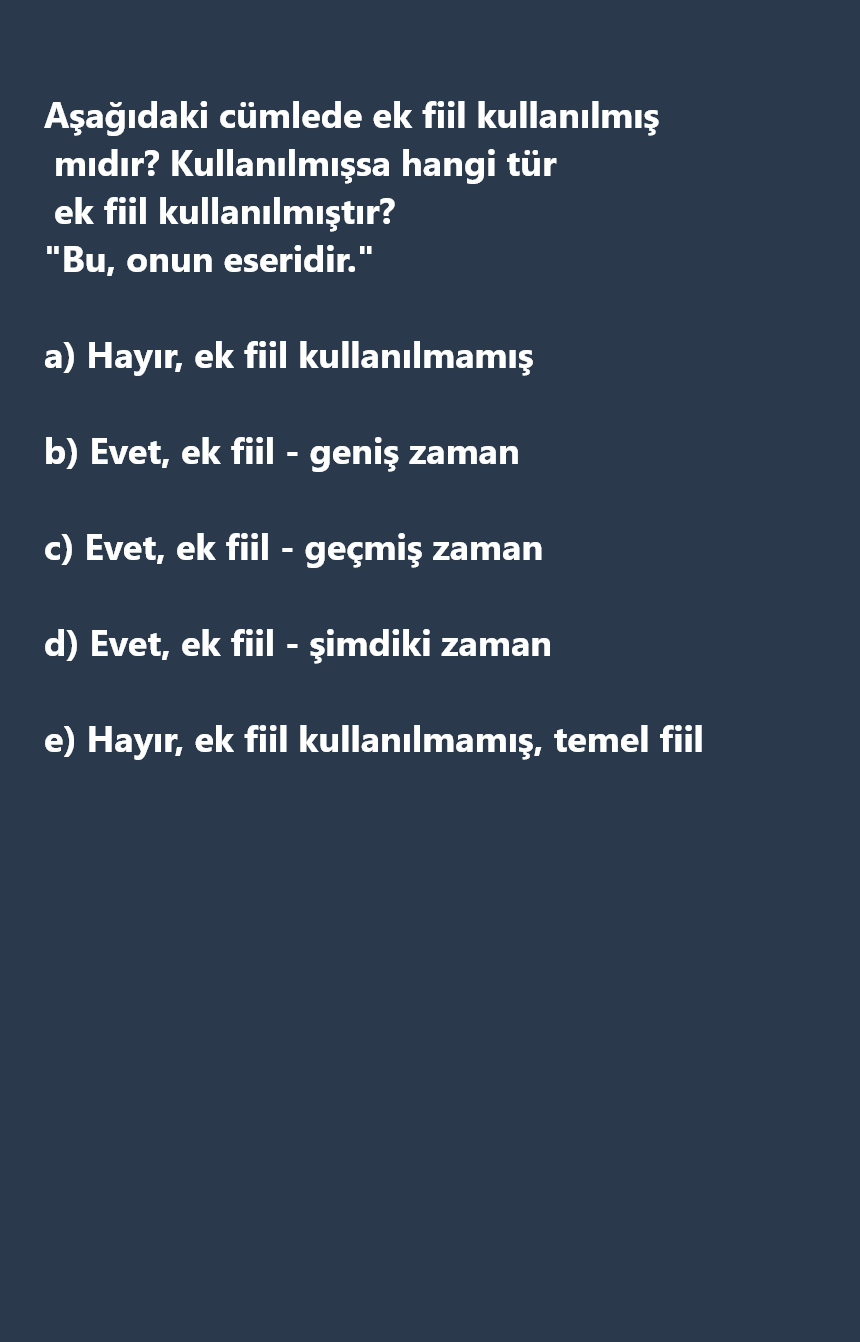 Aşağıdaki cümlede ek fiil kullanılmış
mıdır? Kullanılmışsa hangi tür
ek fiil kullanılmıştır?
"Bu, onun eseridir."
a) Hayır, ek fiil kullanılmamış
b) Evet, ek fiil - geniş zaman
c) Evet, ek fiil - geçmiş zaman
d) Evet, ek fiil - şimdiki zaman
e) Hayır, ek fiil kullanılmamış, temel fiil